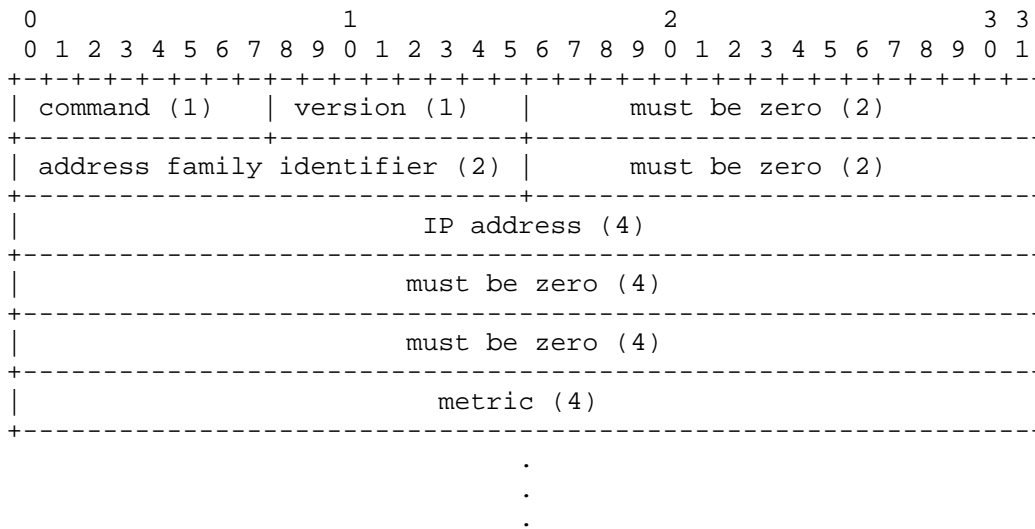 0                   1                   2                   3 3
0 1 2 3 4 5 6 7 8 9 0 1 2 3 4 5 6 7 8 9 0 1 2 3 4 5 6 7 8 9 0 1
+-+-+-+-+-+-+-+-+-+-+-+-+-+-+-+-+-+-+-+-+-+-+-+-+-+-+-+-+-+-+-+-
| command (1)   | version (1)   |      must be zero (2)
+---------------+---------------+-------------------------------
| address family identifier (2) |      must be zero (2)
+-------------------------------+-------------------------------
|                         IP address (4)
+---------------------------------------------------------------
|                        must be zero (4)
+---------------------------------------------------------------
|                        must be zero (4)
+---------------------------------------------------------------
|                          metric (4)
+---------------------------------------------------------------
.
.
.